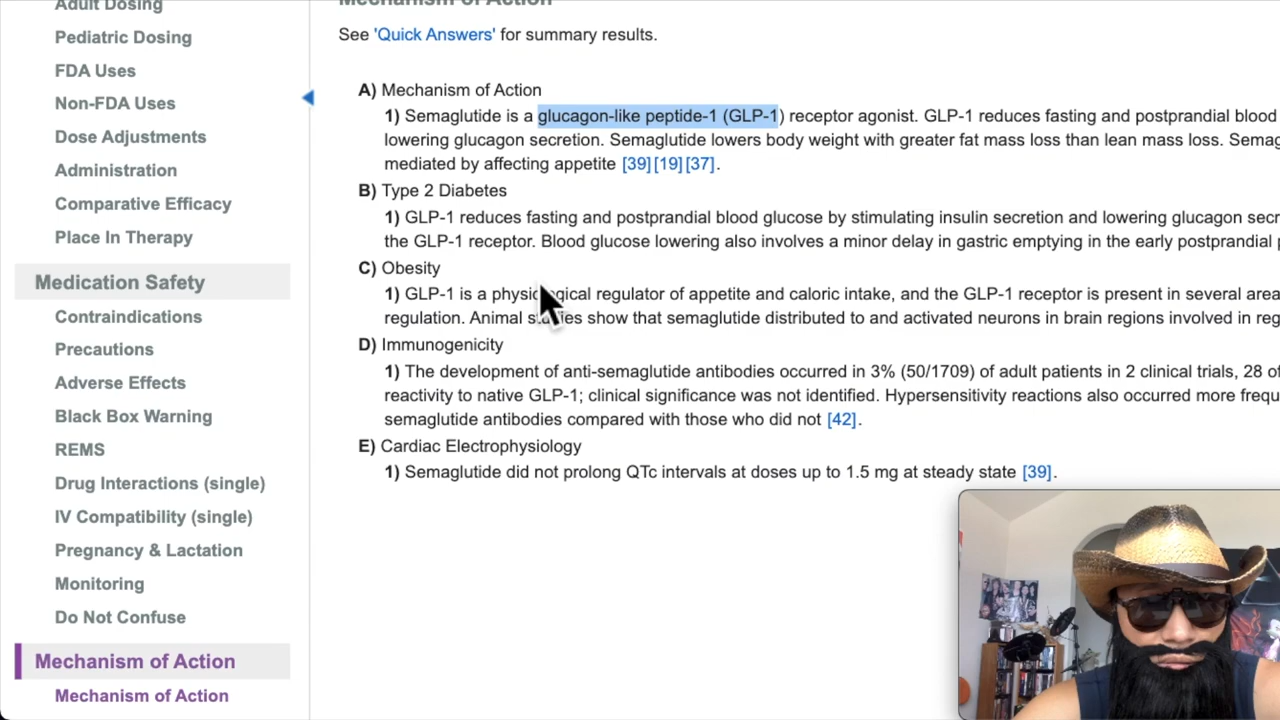 Adult Dosing
Pediatric Dosing
FDA Uses
Non-FDA Uses
Dose Adjustments
Administration
Comparative Efficacy
Place In Therapy
Medication Safety
Contraindications
Precautions
Adverse Effects
Black Box Warning
REMS
Drug Interactions (single)
IV Compatibility (single)
Pregnancy & Lactation
Monitoring
Do Not Confuse
Mechanism of Action
Mechanism of Action
Mechanism of Action
See 'Quick Answers' for summary results.
A) Mechanism of Action
1) Semaglutide is a glucagon-like peptide-1 (GLP-1) receptor agonist. GLP-1 reduces fasting and postprandial blood
lowering glucagon secretion. Semaglutide lowers body weight with greater fat mass loss than lean mass loss. Semag
mediated by affecting appetite [39][19][37].
B) Type 2 Diabetes
1) GLP-1 reduces fasting and postprandial blood glucose by stimulating insulin secretion and lowering glucagon secr
the GLP-1 receptor. Blood glucose lowering also involves a minor delay in gastric emptying in the early postprandial p
C) Obesity
1) GLP-1 is a physiological regulator of appetite and caloric intake, and the GLP-1 receptor is present in several area
regulation. Animal studies show that semaglutide distributed to and activated neurons in brain regions involved in reg
D) Immunogenicity
1) The development of anti-semaglutide antibodies occurred in 3% (50/1709) of adult patients in 2 clinical trials, 28 of
reactivity to native GLP-1; clinical significance was not identified. Hypersensitivity reactions also occurred more frequ
semaglutide antibodies compared with those who did not [42].
E) Cardiac Electrophysiology
1) Semaglutide did not prolong QTc intervals at doses up to 1.5 mg at steady state [39].